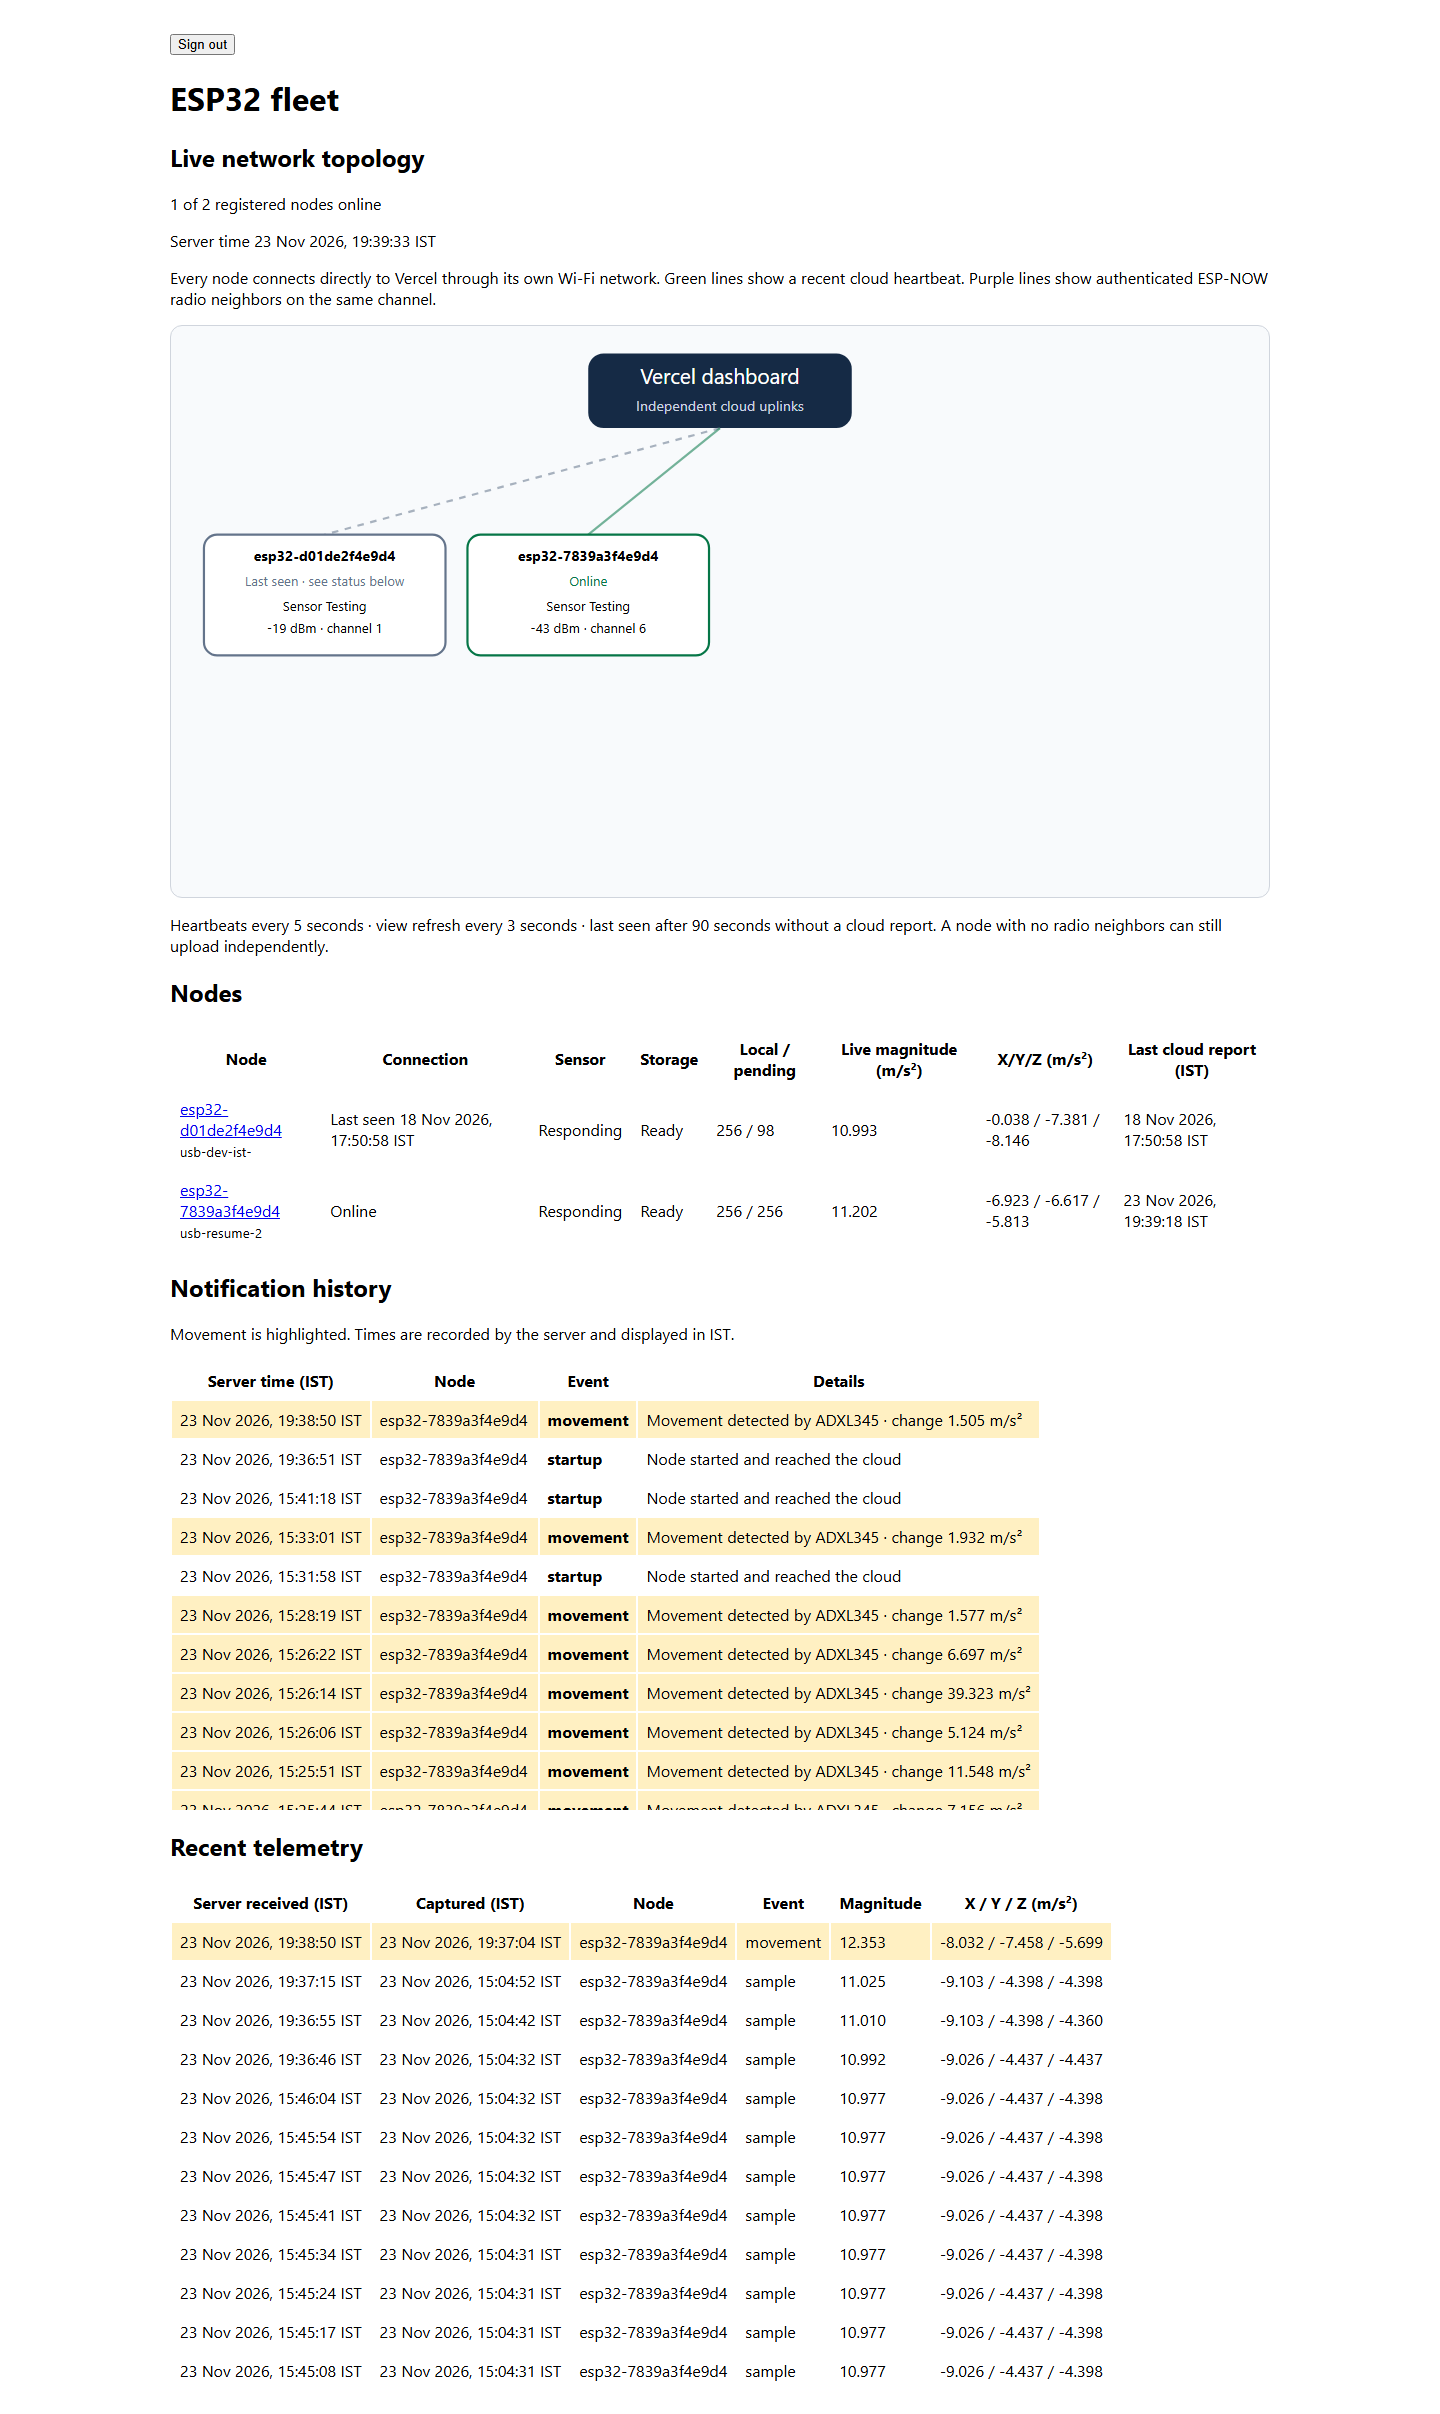 Sign out
ESP32 fleet
Live network topology
1 of 2 registered nodes online
Server time 23 Nov 2026, 19:39:33 IST
Every node connects directly to Vercel through its own Wi-Fi network. Green lines show a recent cloud heartbeat. Purple lines show authenticated ESP-NOW
radio neighbors on the same channel.
Vercel dashboard
Independent cloud uplinks
esp32-d01de2f4e9d4
Last seen · see status below
Sensor Testing
-19 dBm · channel 1
esp32-7839a3f4e9d4
Online
Sensor Testing
-43 dBm · channel 6
Heartbeats every 5 seconds · view refresh every 3 seconds · last seen after 90 seconds without a cloud report. A node with no radio neighbors can still
upload independently.
Nodes
Node Connection Sensor Storage Local / pending Live magnitude (m/s²) X/Y/Z (m/s²) Last cloud report (IST)
esp32-d01de2f4e9d4 usb-dev-ist- Last seen 18 Nov 2026, 17:50:58 IST Responding Ready 256 / 98 10.993 -0.038 / -7.381 / -8.146 18 Nov 2026, 17:50:58 IST
esp32-7839a3f4e9d4 usb-resume-2 Online Responding Ready 256 / 256 11.202 -6.923 / -6.617 / -5.813 23 Nov 2026, 19:39:18 IST
Notification history
Movement is highlighted. Times are recorded by the server and displayed in IST.
Server time (IST) Node Event Details
23 Nov 2026, 19:38:50 IST esp32-7839a3f4e9d4 movement Movement detected by ADXL345 · change 1.505 m/s²
23 Nov 2026, 19:36:51 IST esp32-7839a3f4e9d4 startup Node started and reached the cloud
23 Nov 2026, 15:41:18 IST esp32-7839a3f4e9d4 startup Node started and reached the cloud
23 Nov 2026, 15:33:01 IST esp32-7839a3f4e9d4 movement Movement detected by ADXL345 · change 1.932 m/s²
23 Nov 2026, 15:31:58 IST esp32-7839a3f4e9d4 startup Node started and reached the cloud
23 Nov 2026, 15:28:19 IST esp32-7839a3f4e9d4 movement Movement detected by ADXL345 · change 1.577 m/s²
23 Nov 2026, 15:26:22 IST esp32-7839a3f4e9d4 movement Movement detected by ADXL345 · change 6.697 m/s²
23 Nov 2026, 15:26:14 IST esp32-7839a3f4e9d4 movement Movement detected by ADXL345 · change 39.323 m/s²
23 Nov 2026, 15:26:06 IST esp32-7839a3f4e9d4 movement Movement detected by ADXL345 · change 5.124 m/s²
23 Nov 2026, 15:25:51 IST esp32-7839a3f4e9d4 movement Movement detected by ADXL345 · change 11.548 m/s²
Recent telemetry
Server received (IST) Captured (IST) Node Event Magnitude X / Y / Z (m/s²)
23 Nov 2026, 19:38:50 IST 23 Nov 2026, 19:37:04 IST esp32-7839a3f4e9d4 movement 12.353 -8.032 / -7.458 / -5.699
23 Nov 2026, 19:37:15 IST 23 Nov 2026, 15:04:52 IST esp32-7839a3f4e9d4 sample 11.025 -9.103 / -4.398 / -4.398
23 Nov 2026, 19:36:55 IST 23 Nov 2026, 15:04:42 IST esp32-7839a3f4e9d4 sample 11.010 -9.103 / -4.398 / -4.360
23 Nov 2026, 19:36:46 IST 23 Nov 2026, 15:04:32 IST esp32-7839a3f4e9d4 sample 10.992 -9.026 / -4.437 / -4.437
23 Nov 2026, 15:46:04 IST 23 Nov 2026, 15:04:32 IST esp32-7839a3f4e9d4 sample 10.977 -9.026 / -4.437 / -4.398
23 Nov 2026, 15:45:54 IST 23 Nov 2026, 15:04:32 IST esp32-7839a3f4e9d4 sample 10.977 -9.026 / -4.437 / -4.398
23 Nov 2026, 15:45:47 IST 23 Nov 2026, 15:04:32 IST esp32-7839a3f4e9d4 sample 10.977 -9.026 / -4.437 / -4.398
23 Nov 2026, 15:45:41 IST 23 Nov 2026, 15:04:32 IST esp32-7839a3f4e9d4 sample 10.977 -9.026 / -4.437 / -4.398
23 Nov 2026, 15:45:34 IST 23 Nov 2026, 15:04:31 IST esp32-7839a3f4e9d4 sample 10.977 -9.026 / -4.437 / -4.398
23 Nov 2026, 15:45:24 IST 23 Nov 2026, 15:04:31 IST esp32-7839a3f4e9d4 sample 10.977 -9.026 / -4.437 / -4.398
23 Nov 2026, 15:45:17 IST 23 Nov 2026, 15:04:31 IST esp32-7839a3f4e9d4 sample 10.977 -9.026 / -4.437 / -4.398
23 Nov 2026, 15:45:08 IST 23 Nov 2026, 15:04:31 IST esp32-7839a3f4e9d4 sample 10.977 -9.026 / -4.437 / -4.398